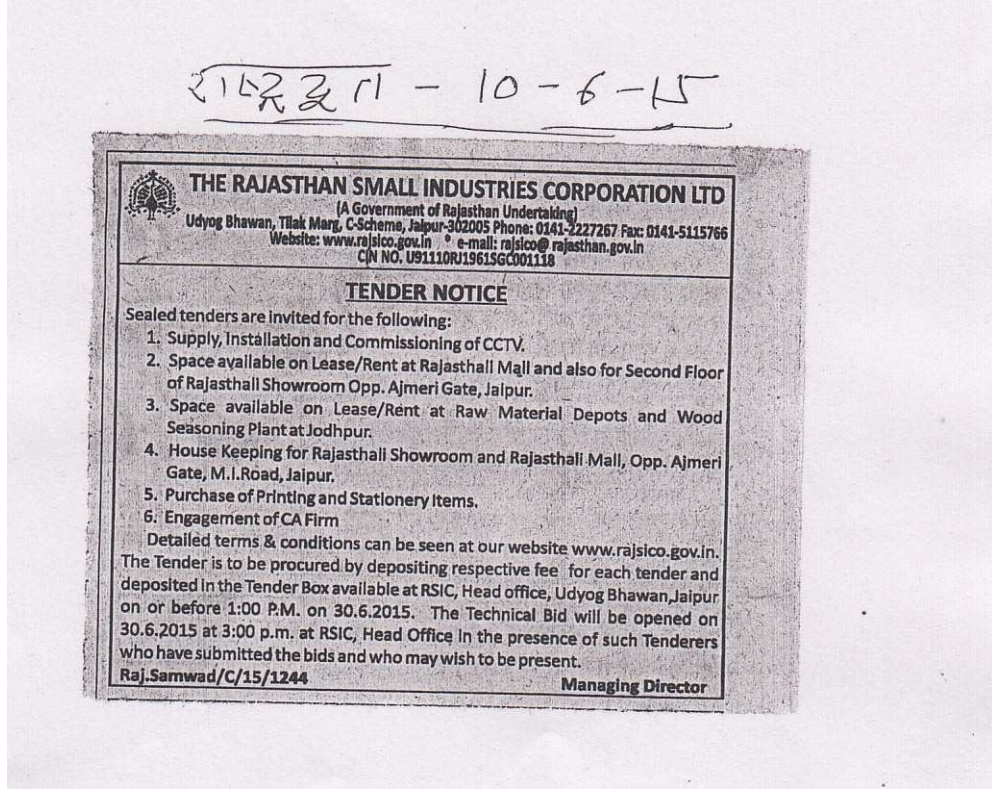 राष्ट्रदूत - 10-6-15
THE RAJASTHAN SMALL INDUSTRIES CORPORATION LTD
(A Government of Rajasthan Undertaking)
Udyog Bhawan, Tilak Marg, C-Scheme, Jaipur-302005 Phone: 0141-2227267 Fax: 0141-5115766
Website: www.rajsico.gov.in * e-mail: rajsico@rajasthan.gov.in
CIN NO. U91110RJ1961SGC001118
TENDER NOTICE
Sealed tenders are invited for the following:
1. Supply, Installation and Commissioning of CCTV.
2. Space available on Lease/Rent at Rajasthali Mall and also for Second Floor
of Rajasthali Showroom Opp. Ajmeri Gate, Jaipur.
3. Space available on Lease/Rent at Raw Material Depots and Wood
Seasoning Plant at Jodhpur.
4. House Keeping for Rajasthali Showroom and Rajasthali Mall, Opp. Ajmeri
Gate, M.I.Road, Jaipur.
5. Purchase of Printing and Stationery Items.
6. Engagement of CA Firm
Detailed terms & conditions can be seen at our website www.rajsico.gov.in.
The Tender is to be procured by depositing respective fee for each tender and
deposited in the Tender Box available at RSIC, Head office, Udyog Bhawan,Jaipur
on or before 1:00 P.M. on 30.6.2015. The Technical Bid will be opened on
30.6.2015 at 3:00 p.m. at RSIC, Head Office in the presence of such Tenderers
who have submitted the bids and who may wish to be present.
Raj.Samwad/C/15/1244 Managing Director